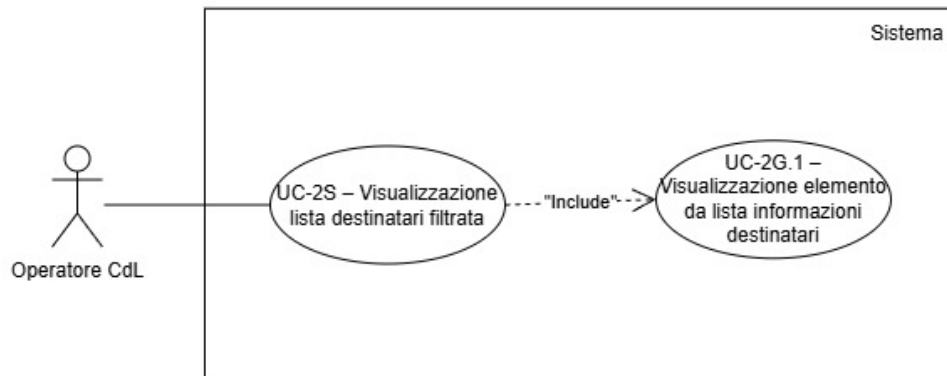 Sistema
UC-2G.1 –
Visualizzazione elemento
da lista informazioni
destinatari
UC-2S – Visualizzazione
lista destinatari filtrata
"Include"
Operatore CdL